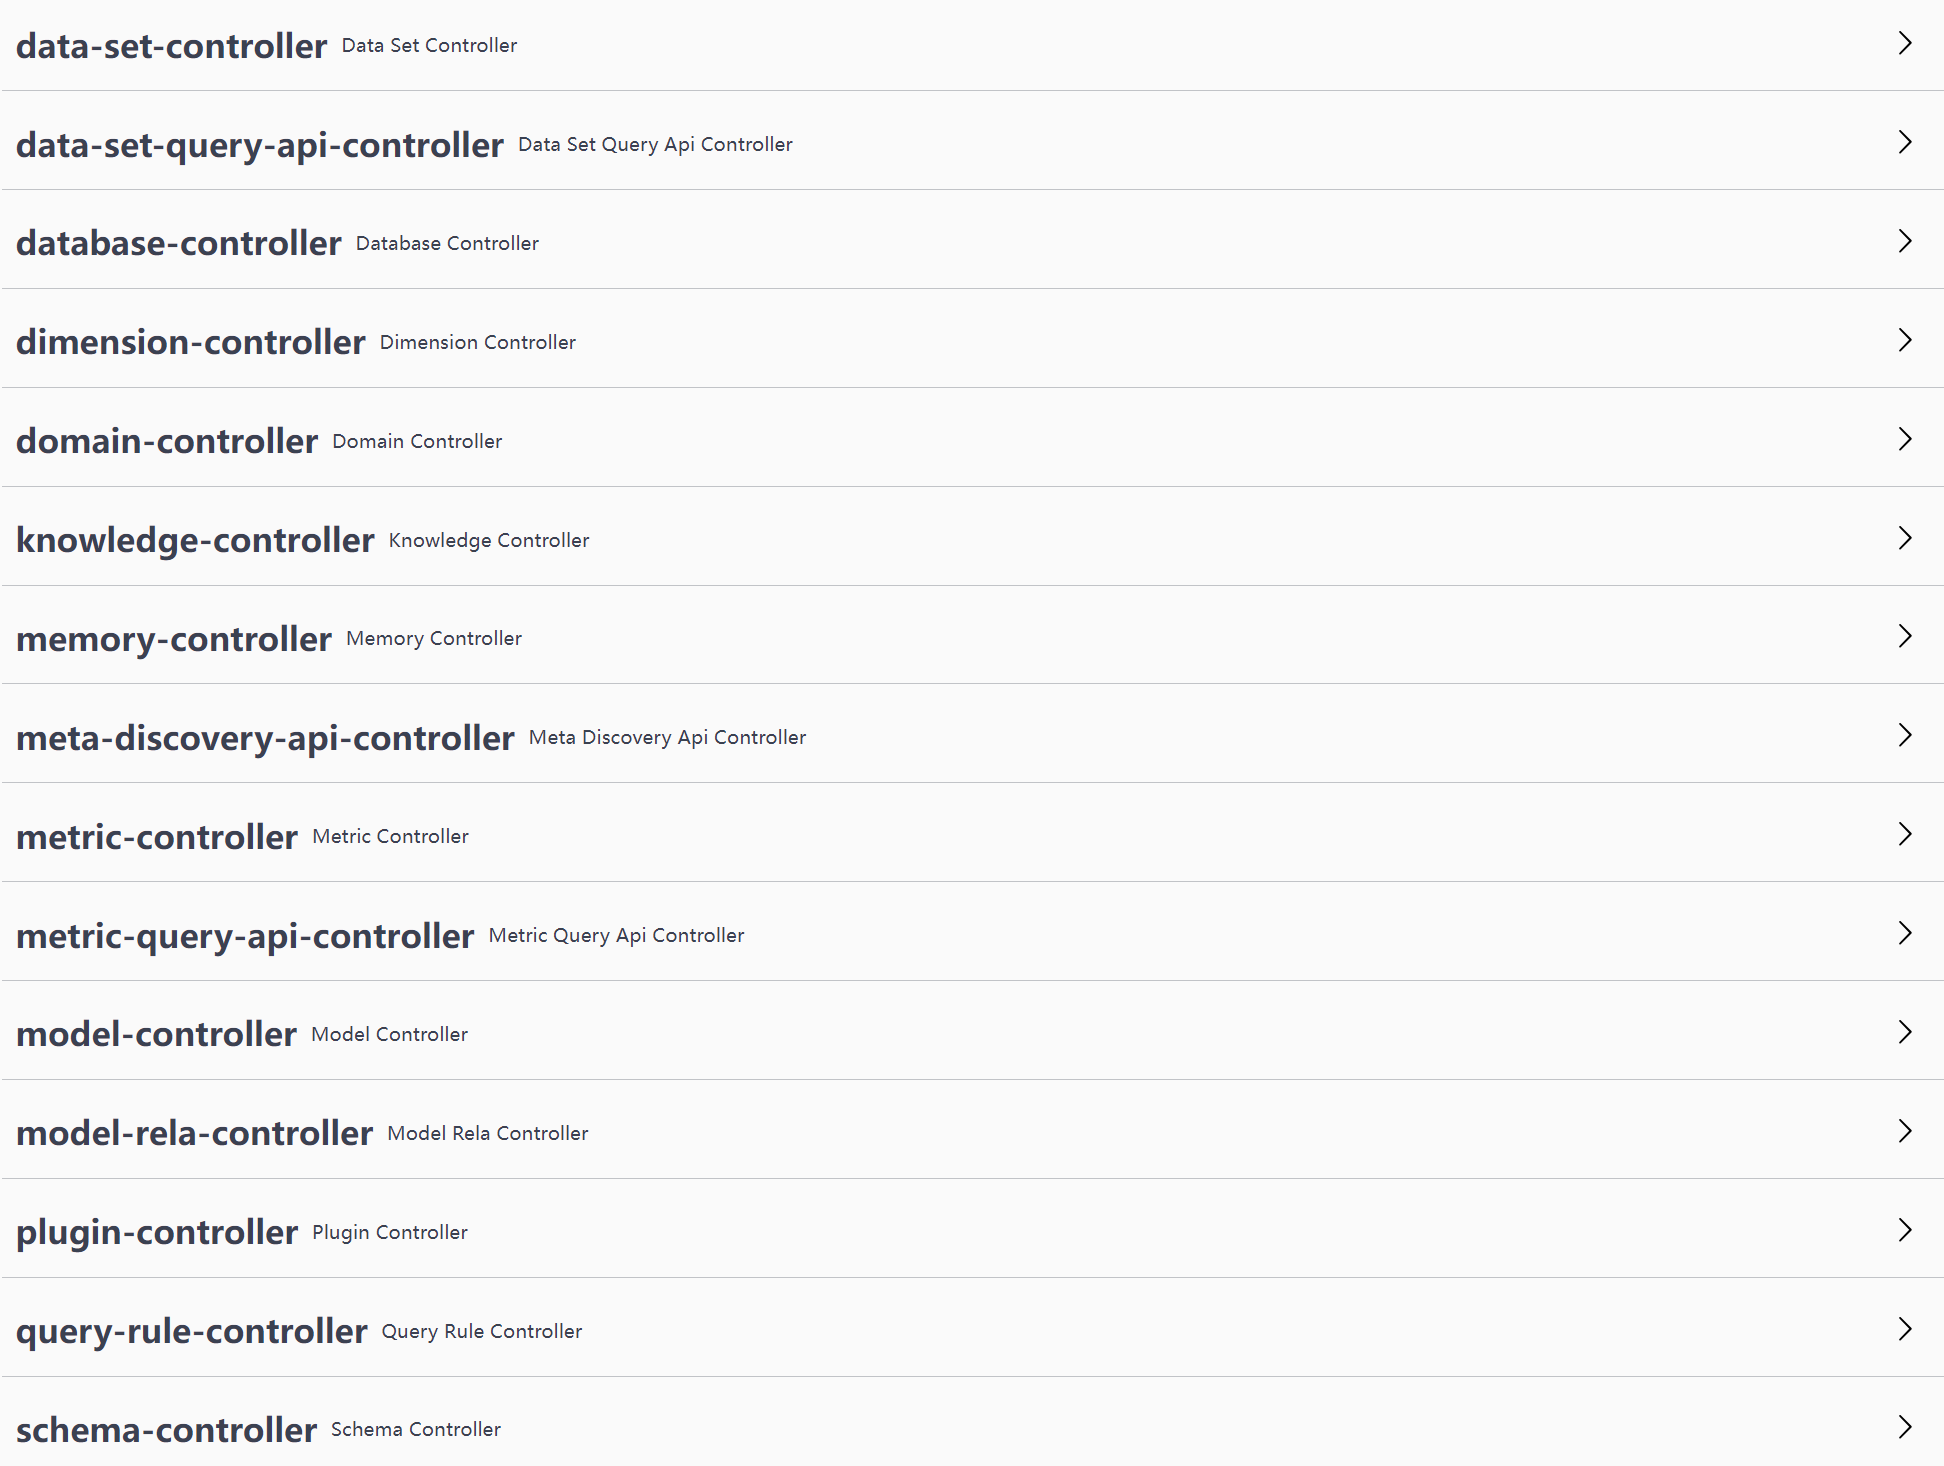 data-set-controller Data Set Controller
data-set-query-api-controller Data Set Query Api Controller
database-controller Database Controller
dimension-controller Dimension Controller
domain-controller Domain Controller
knowledge-controller Knowledge Controller
memory-controller Memory Controller
meta-discovery-api-controller Meta Discovery Api Controller
metric-controller Metric Controller
metric-query-api-controller Metric Query Api Controller
model-controller Model Controller
model-rela-controller Model Rela Controller
plugin-controller Plugin Controller
query-rule-controller Query Rule Controller
schema-controller Schema Controller